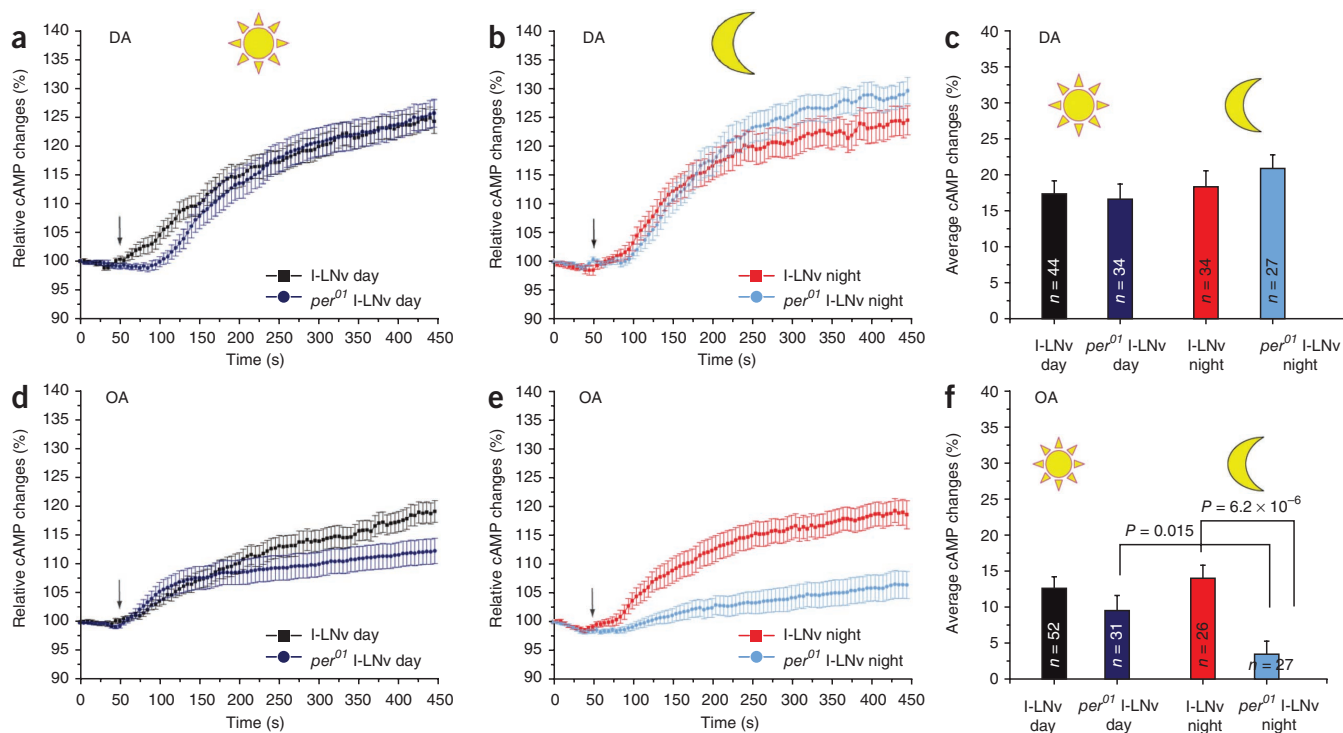 a
DA
Relative cAMP changes (%)
140
135
130
125
120
115
110
105
100
95
90
0 50 100 150 200 250 300 350 400 450
Time (s)
l-LNv day
per01 l-LNv day
b
DA
Relative cAMP changes (%)
140
135
130
125
120
115
110
105
100
95
90
0 50 100 150 200 250 300 350 400 450
Time (s)
l-LNv night
per01 l-LNv night
c
DA
Average cAMP changes (%)
40
35
30
25
20
15
10
5
0
n = 44
n = 34
n = 34
n = 27
l-LNv
day
per01 l-LNv
day
l-LNv
night
per01 l-LNv
night
d
OA
Relative cAMP changes (%)
140
135
130
125
120
115
110
105
100
95
90
0 50 100 150 200 250 300 350 400 450
Time (s)
l-LNv day
per01 l-LNv day
e
OA
Relative cAMP changes (%)
140
135
130
125
120
115
110
105
100
95
90
0 50 100 150 200 250 300 350 400 450
Time (s)
l-LNv night
per01 l-LNv night
f
OA
Average cAMP changes (%)
40
35
30
25
20
15
10
5
0
P = 6.2 × 10⁻⁶
P = 0.015
n = 52
n = 31
n = 26
n = 27
l-LNv
day
per01 l-LNv
day
l-LNv
night
per01 l-LNv
night